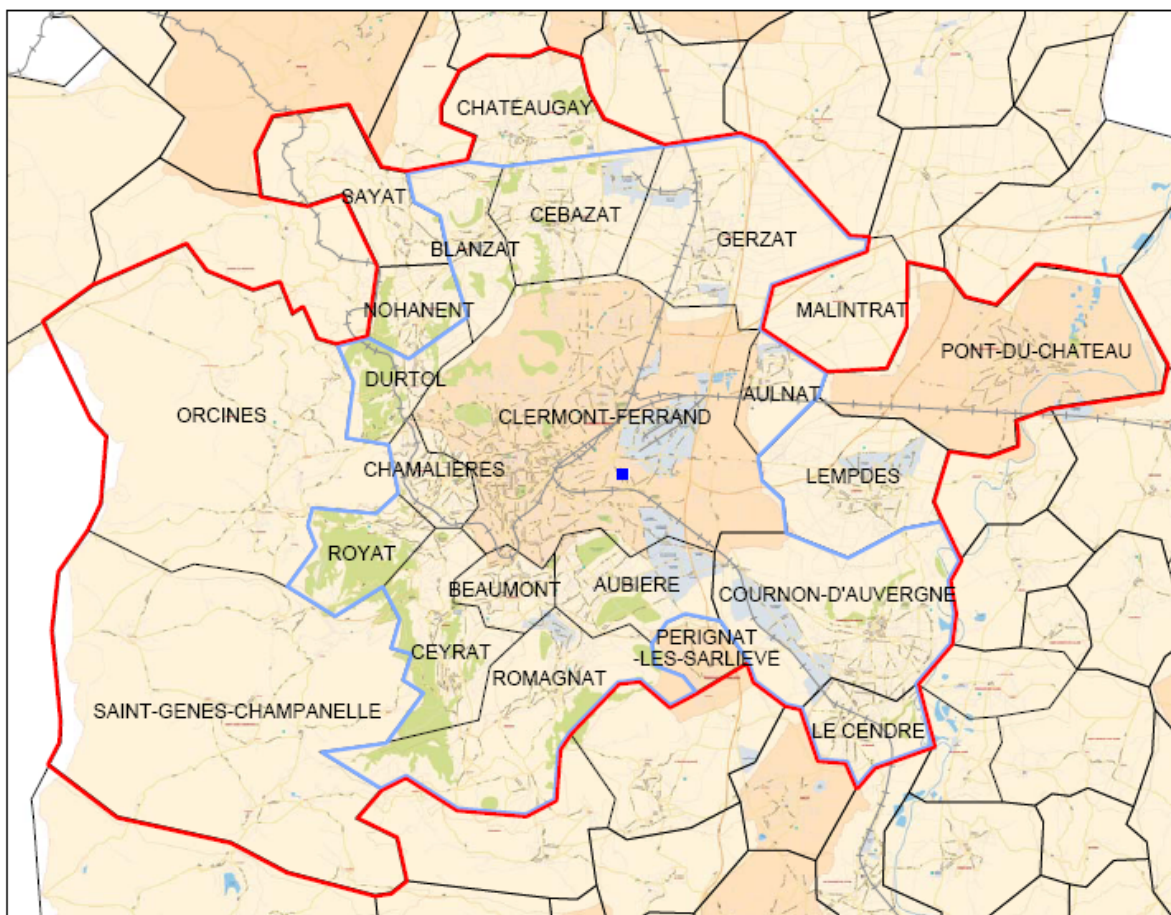 CHATEAUGAY
SAYAT
CEBAZAT
BLANZAT
GERZAT
NOHANENT
MALINTRAT
PONT-DU-CHATEAU
DURTOL
AULNAT
ORCINES
CLERMONT-FERRAND
CHAMALIERES
LEMPDES
ROYAT
BEAUMONT
AUBIERE
COURNON-D'AUVERGNE
PERIGNAT
-LES-SARLIEVE
CEYRAT
ROMAGNAT
SAINT-GENES-CHAMPANELLE
LE CENDRE